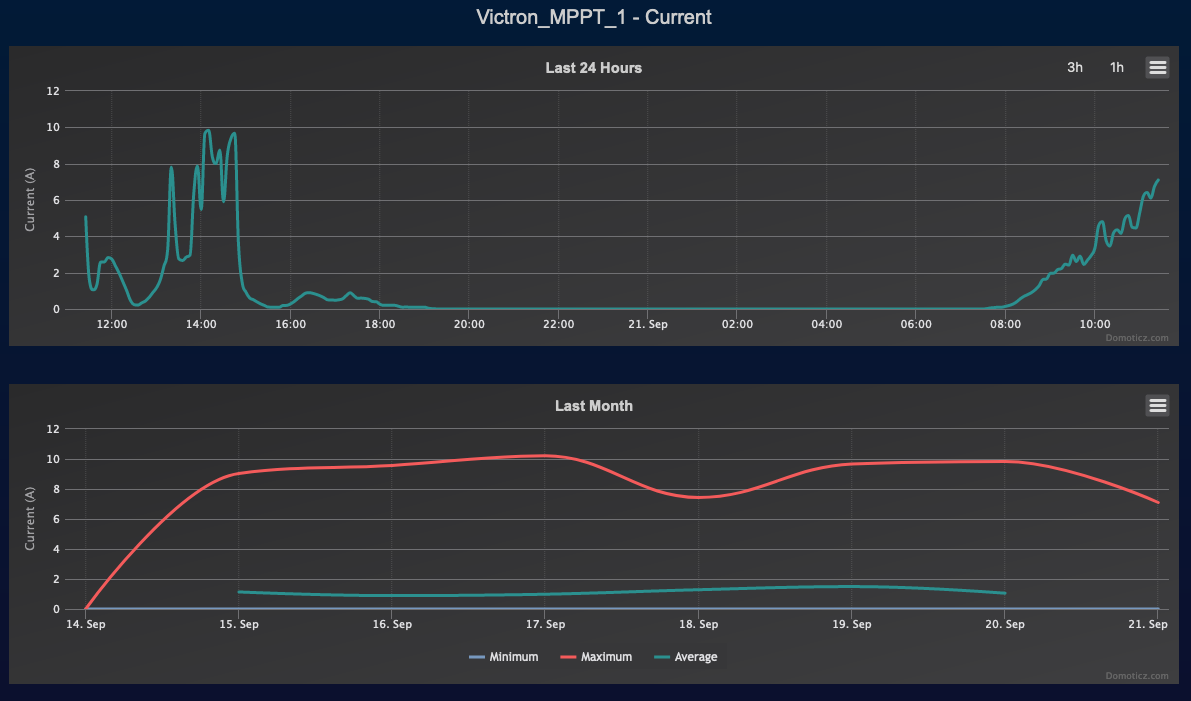 Victron_MPPT_1 - Current
Last 24 Hours
3h 1h
Current (A)
12
10
8
6
4
2
0
12:00 14:00 16:00 18:00 20:00 22:00 21. Sep 02:00 04:00 06:00 08:00 10:00
Domoticz.com
Last Month
Current (A)
12
10
8
6
4
2
0
14. Sep 15. Sep 16. Sep 17. Sep 18. Sep 19. Sep 20. Sep 21. Sep
Minimum Maximum Average
Domoticz.com